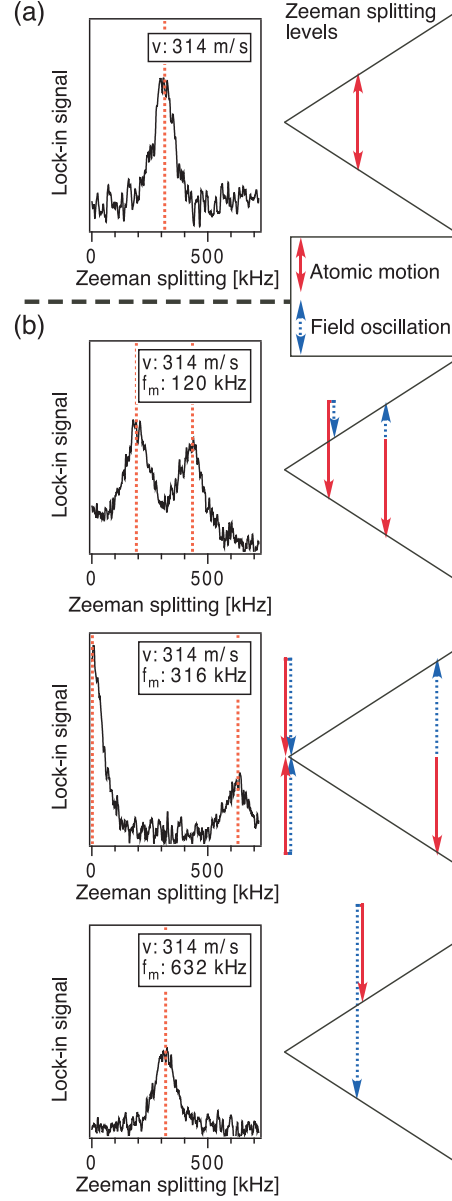 (a)
Zeeman splitting
levels
v: 314 m/s
Lock-in signal
0
500
Zeeman splitting [kHz]
Atomic motion
Field oscillation
(b)
v: 314 m/s
fm: 120 kHz
Lock-in signal
0
500
Zeeman splitting [kHz]
v: 314 m/s
fm: 316 kHz
Lock-in signal
0
500
Zeeman splitting [kHz]
v: 314 m/s
fm: 632 kHz
Lock-in signal
0
500
Zeeman splitting [kHz]